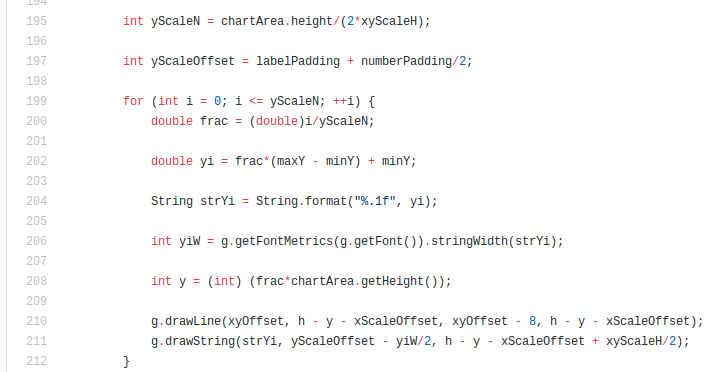 194
195 int yScaleN = chartArea.height/(2*xyScaleH);
196
197 int yScaleOffset = labelPadding + numberPadding/2;
198
199 for (int i = 0; i <= yScaleN; ++i) {
200 double frac = (double)i/yScaleN;
201
202 double yi = frac*(maxY - minY) + minY;
203
204 String strYi = String.format("%.1f", yi);
205
206 int yiW = g.getFontMetrics(g.getFont()).stringWidth(strYi);
207
208 int y = (int) (frac*chartArea.getHeight());
209
210 g.drawLine(xyOffset, h - y - xScaleOffset, xyOffset - 8, h - y - xScaleOffset);
211 g.drawString(strYi, yScaleOffset - yiW/2, h - y - xScaleOffset + xyScaleH/2);
212 }